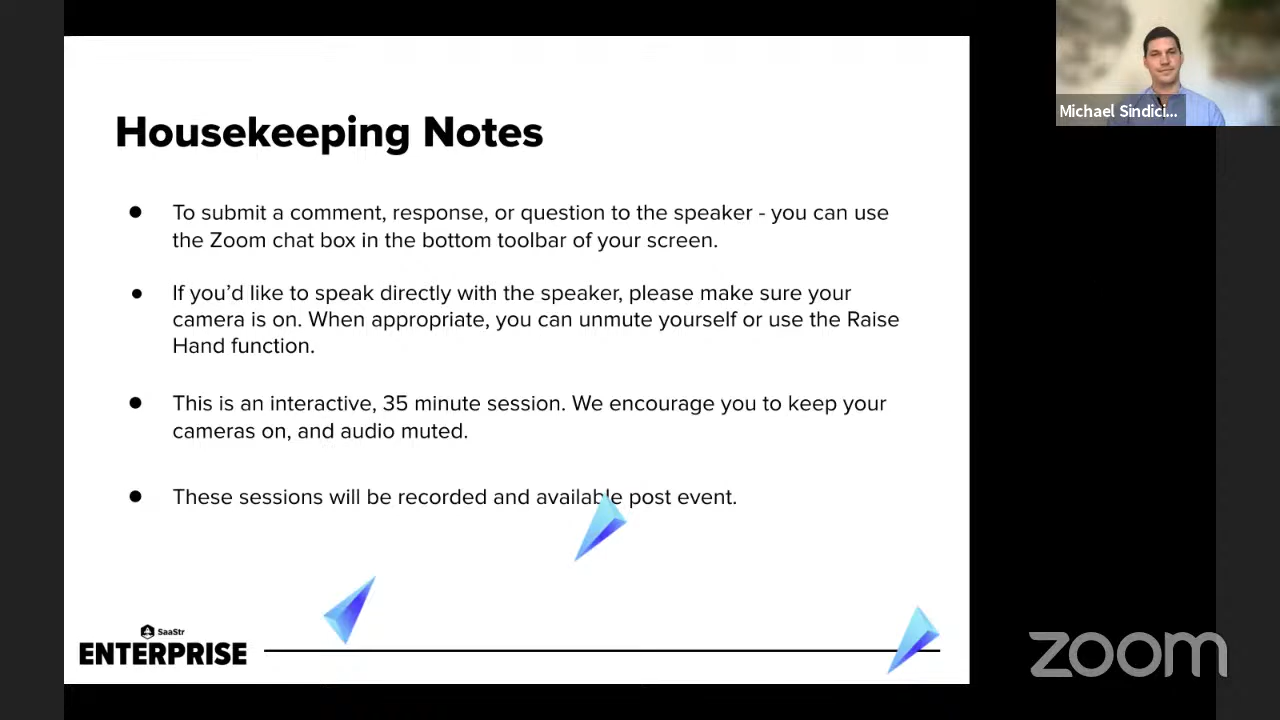 Housekeeping Notes
● To submit a comment, response, or question to the speaker - you can use
the Zoom chat box in the bottom toolbar of your screen.
● If you’d like to speak directly with the speaker, please make sure your
camera is on. When appropriate, you can unmute yourself or use the Raise
Hand function.
● This is an interactive, 35 minute session. We encourage you to keep your
cameras on, and audio muted.
● These sessions will be recorded and available post event.
SaaStr
ENTERPRISE
Michael Sindici...
zoom